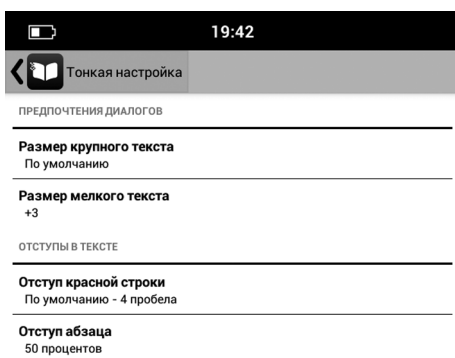 19:42
Тонкая настройка
ПРЕДПОЧТЕНИЯ ДИАЛОГОВ
Размер крупного текста
По умолчанию
Размер мелкого текста
+3
ОТСТУПЫ В ТЕКСТЕ
Отступ красной строки
По умолчанию - 4 пробела
Отступ абзаца
50 процентов